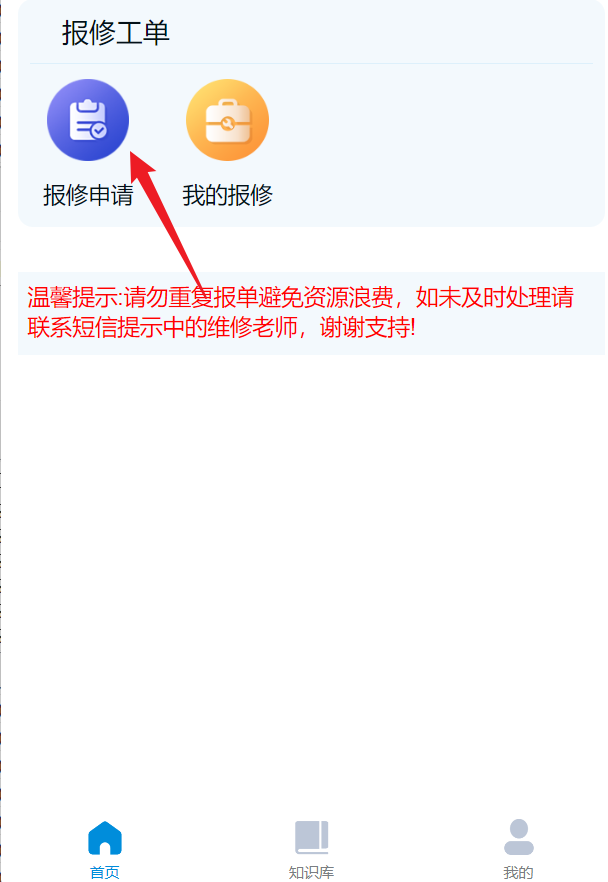 报修工单
报修申请
我的报修
温馨提示:请勿重复报单避免资源浪费，如未及时处理请
联系短信提示中的维修老师，谢谢支持!
首页
知识库
我的